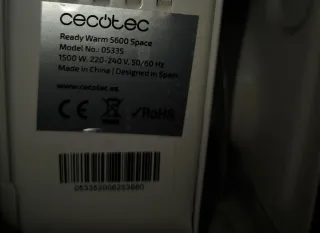 cecotec
Ready Warm 5600 Space
Model No.: 05335
1500 W, 220-240 V, 50/60 Hz
Made in China | Designed in Spain
www.cecotec.es
CE ✓RoHS